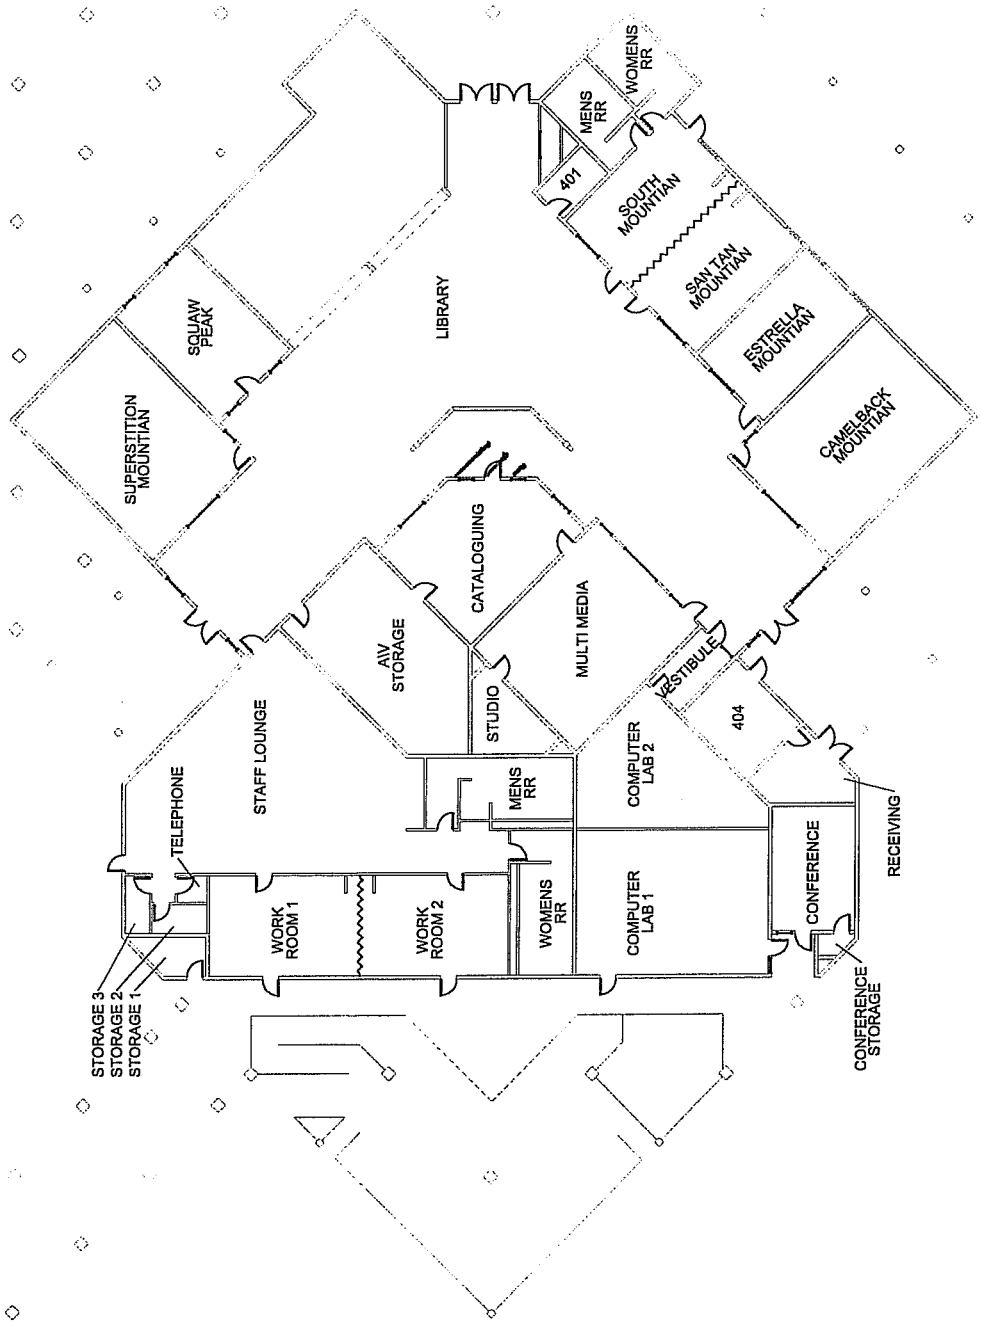 WOMENS
RR
MENS
RR
401
SOUTH
MOUNTIAN
SAN TAN
MOUNTIAN
ESTRELLA
MOUNTIAN
CAMELBACK
MOUNTIAN
SQUAW
PEAK
SUPERSTITION
MOUNTIAN
LIBRARY
CATALOGUING
A\V
STORAGE
MULTI MEDIA
STUDIO
VESTIBULE
404
STAFF LOUNGE
TELEPHONE
MENS
RR
COMPUTER
LAB 2
RECEIVING
WORK
ROOM 1
WORK
ROOM 2
WOMENS
RR
COMPUTER
LAB 1
CONFERENCE
STORAGE 3
STORAGE 2
STORAGE 1
CONFERENCE
STORAGE